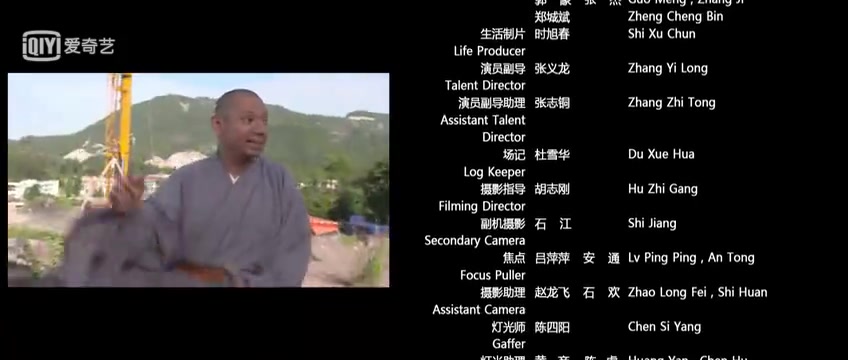 iQIYI 爱奇艺
郑城斌 Zheng Cheng Bin
生活制片 时旭春 Shi Xu Chun
Life Producer
演员副导 张义龙 Zhang Yi Long
Talent Director
演员副导助理 张志铜 Zhang Zhi Tong
Assistant Talent
Director
场记 杜雪华 Du Xue Hua
Log Keeper
摄影指导 胡志刚 Hu Zhi Gang
Filming Director
副机摄影 石 江 Shi Jiang
Secondary Camera
焦点 吕萍萍 安 通 Lv Ping Ping , An Tong
Focus Puller
摄影助理 赵龙飞 石 欢 Zhao Long Fei , Shi Huan
Assistant Camera
灯光师 陈四阳 Chen Si Yang
Gaffer